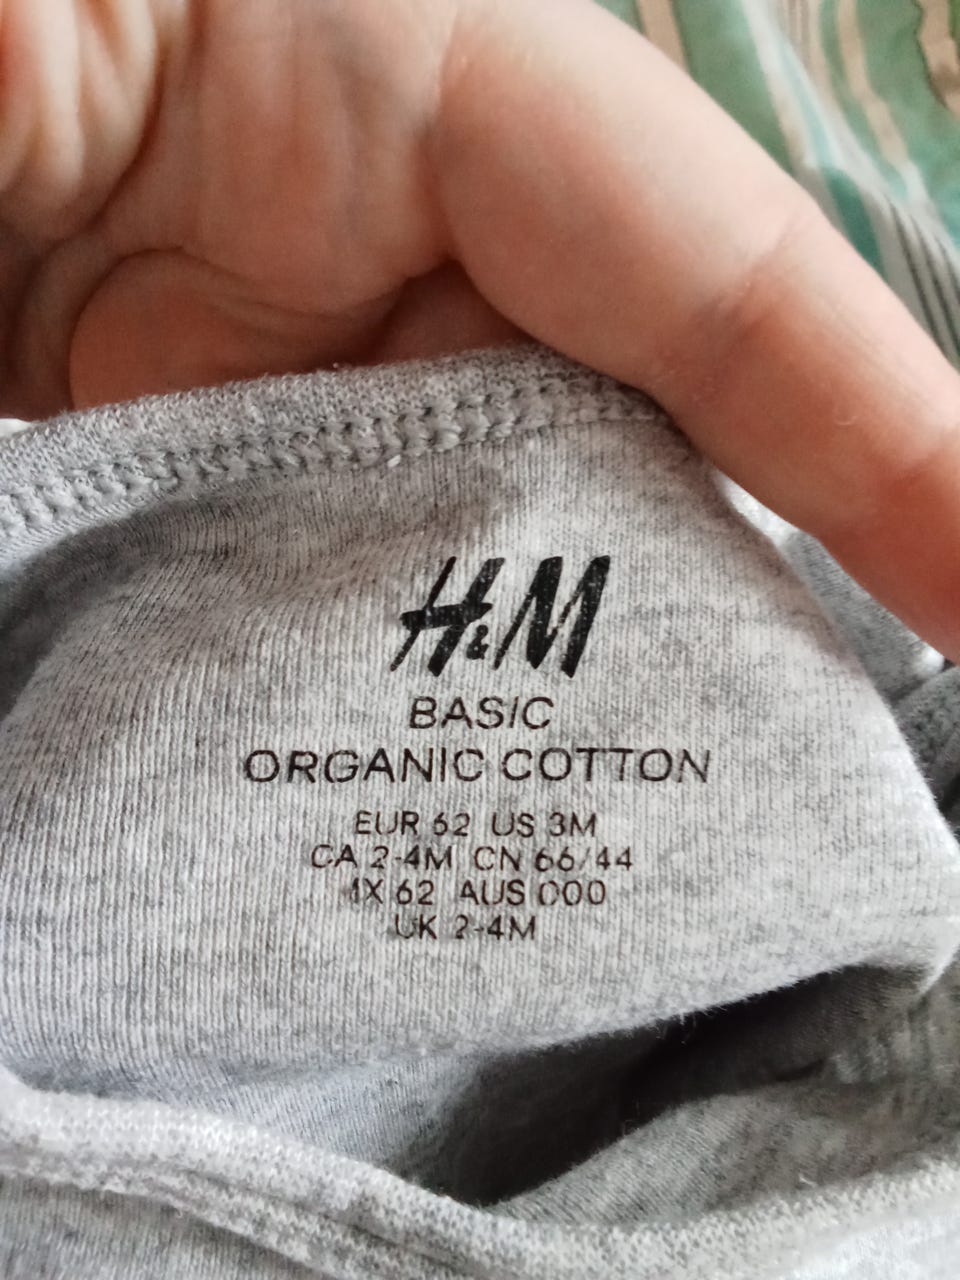 H&M
BASIC
ORGANIC COTTON
EUR 62 US 3M
CA 2-4M CN 66/44
MX 62 AUS 000
UK 2-4M